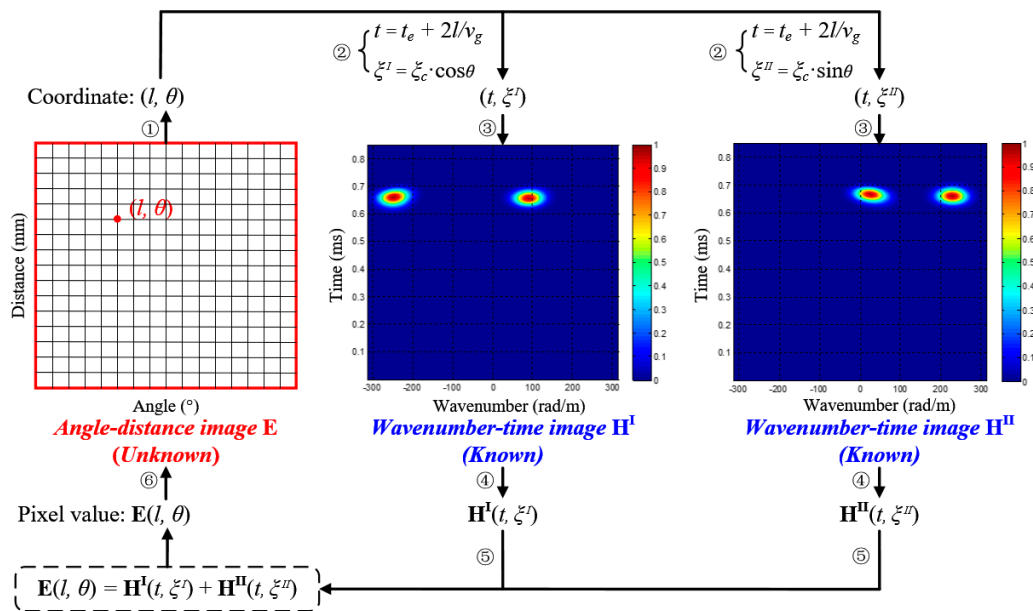 ② t = t_e + 2l/v_g
ξ^I = ξ_c·cosθ
② t = t_e + 2l/v_g
ξ^II = ξ_c·sinθ
Coordinate: (l, θ)
(t, ξ^I)
(t, ξ^II)
①
③
③
Distance (mm)
(l, θ)
Angle (°)
Time (ms)
0.8
0.7
0.6
0.5
0.4
0.3
0.2
0.1
-300 -200 -100 0 100 200 300
Wavenumber (rad/m)
1
0.9
0.8
0.7
0.6
0.5
0.4
0.3
0.2
0.1
0
Time (ms)
0.8
0.7
0.6
0.5
0.4
0.3
0.2
0.1
-300 -200 -100 0 100 200 300
Wavenumber (rad/m)
1
0.9
0.8
0.7
0.6
0.5
0.4
0.3
0.2
0.1
0
Angle-distance image E
(Unknown)
Wavenumber-time image H^I
(Known)
Wavenumber-time image H^II
(Known)
⑥
④
④
Pixel value: E(l, θ)
H^I(t, ξ^I)
H^II(t, ξ^II)
⑤
⑤
E(l, θ) = H^I(t, ξ^I) + H^II(t, ξ^II)